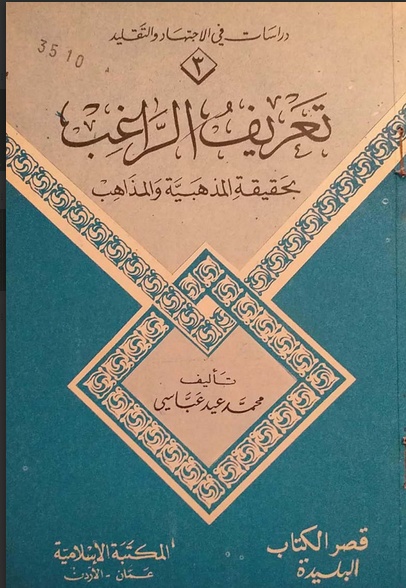 دراسات في الاجتهاد والتقليد
٣
3510
تعريف الراغب
بحقيقة المذهبية والمذاهب
تأليف
محمد عيد عباسي
قصر الكتاب
البليدة
المكتبة الإسلامية
عمان - الأردن